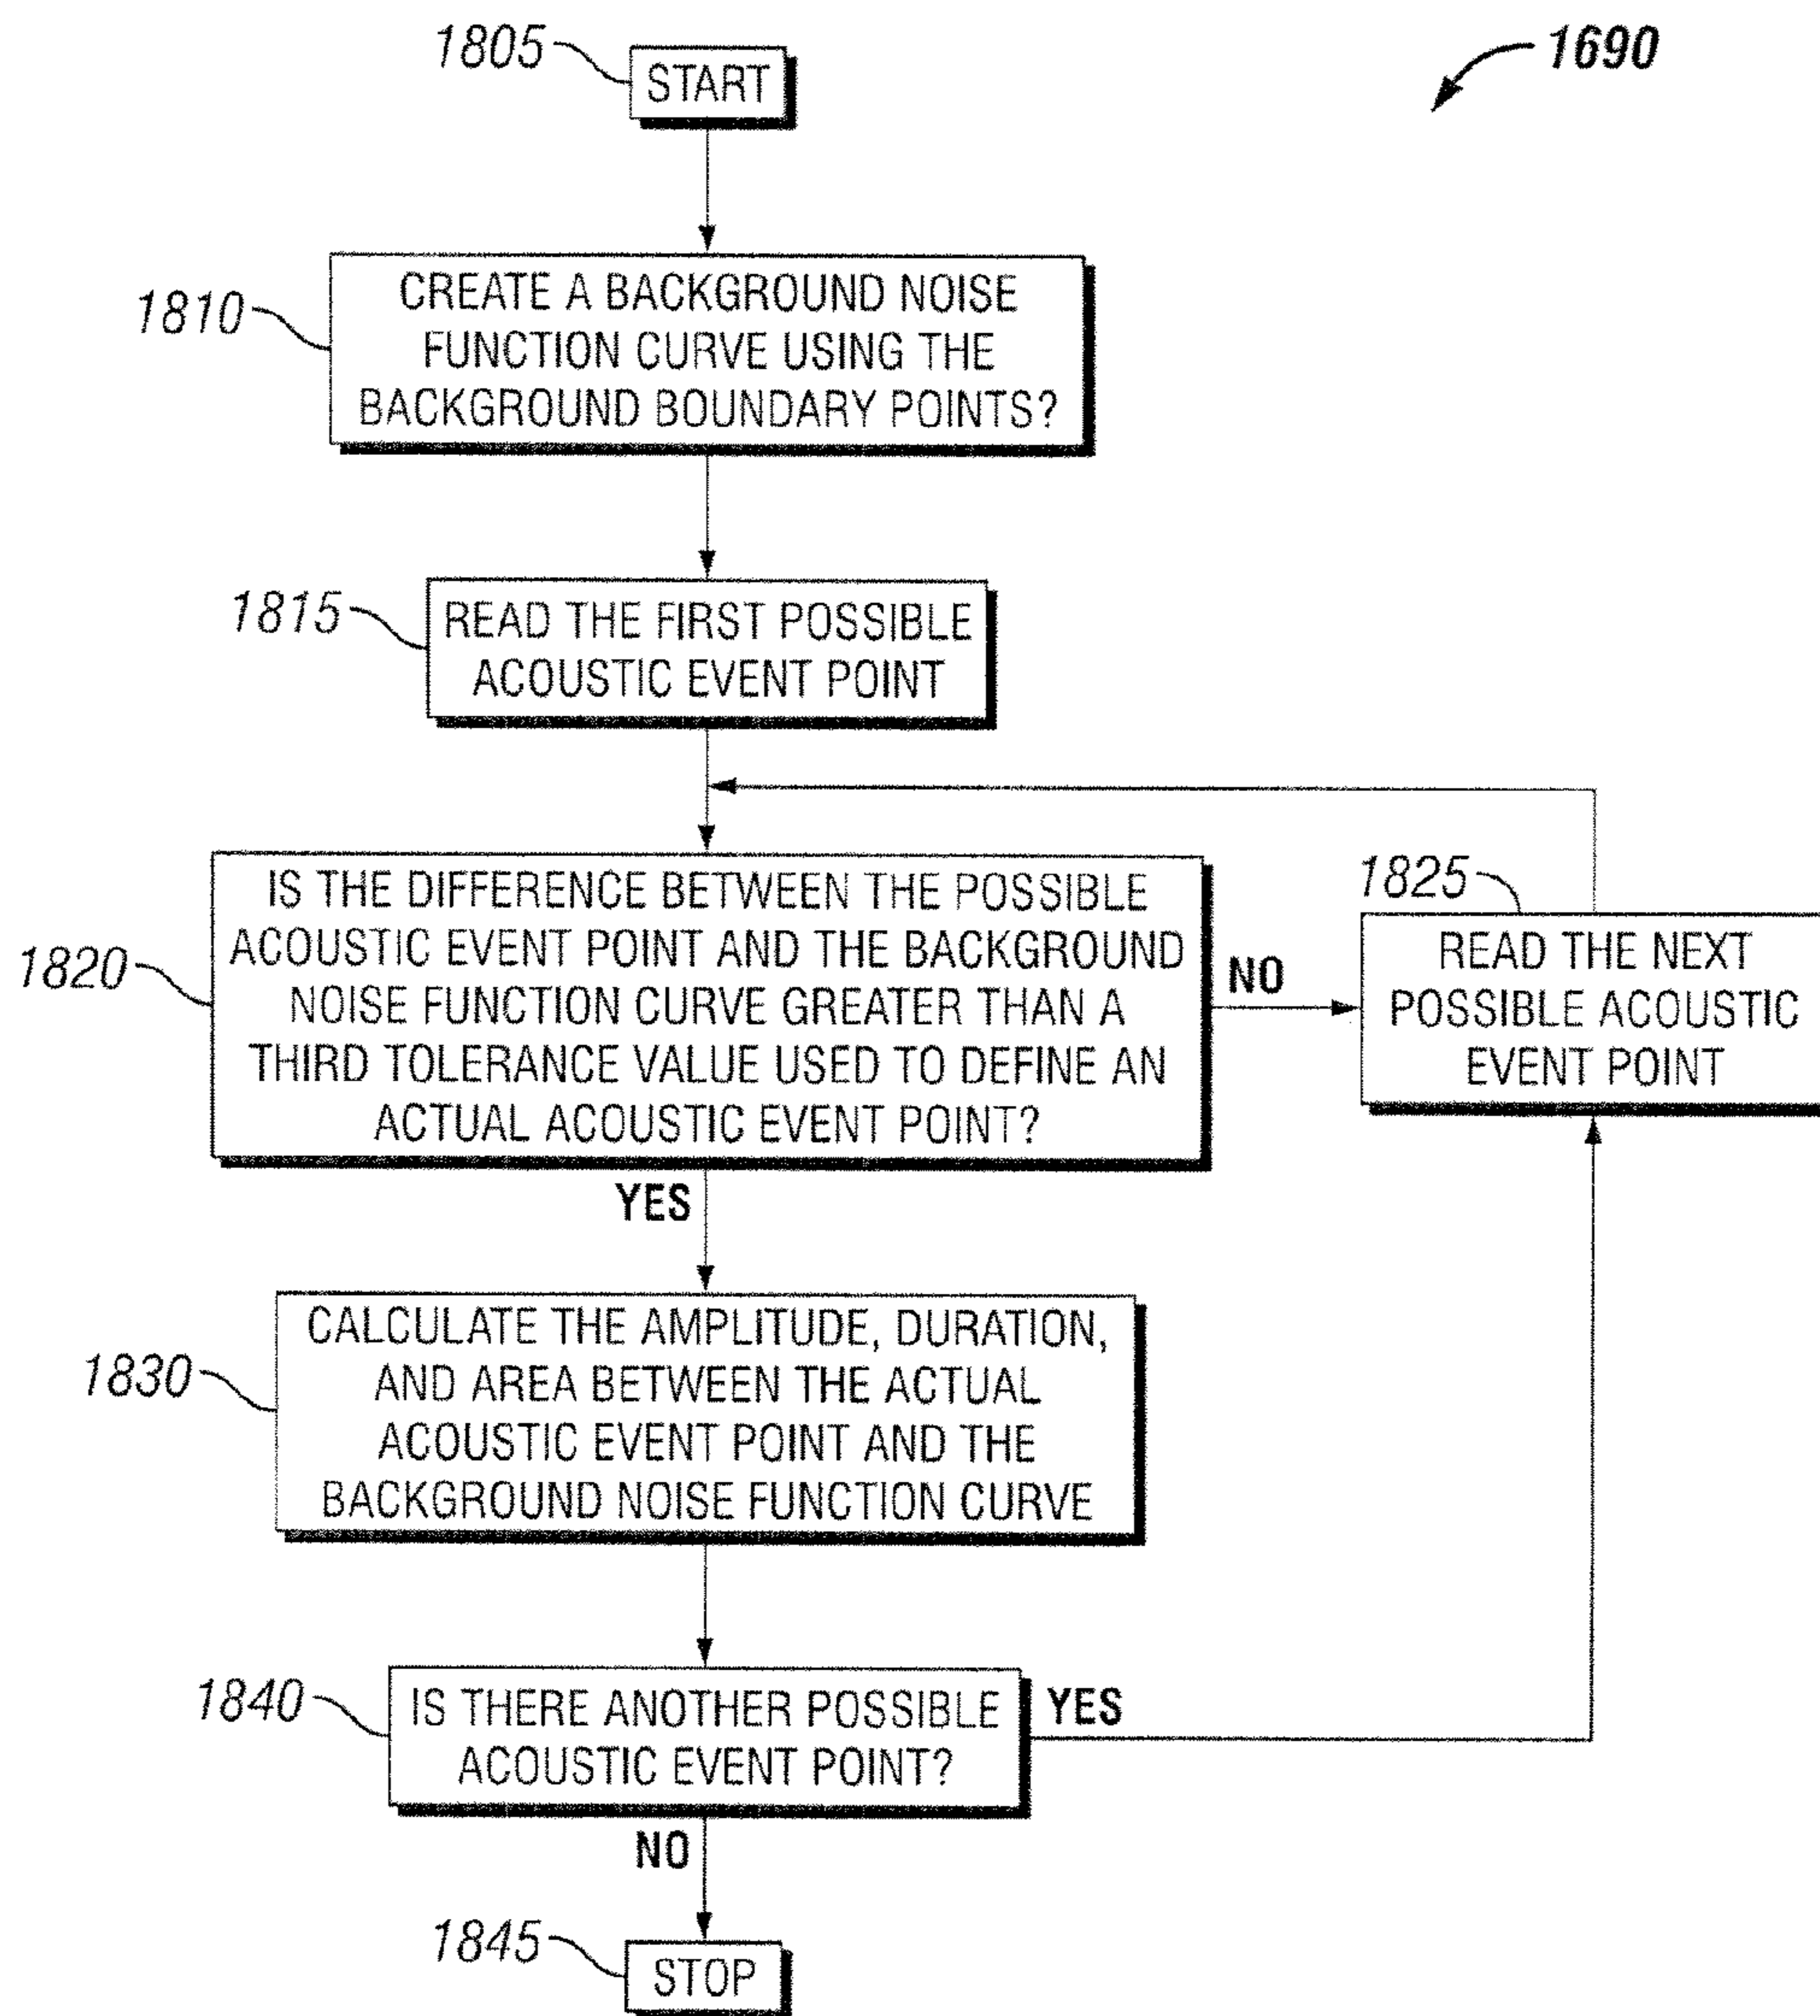 1805
START
1690
1810
CREATE A BACKGROUND NOISE
FUNCTION CURVE USING THE
BACKGROUND BOUNDARY POINTS?
1815
READ THE FIRST POSSIBLE
ACOUSTIC EVENT POINT
1820
IS THE DIFFERENCE BETWEEN THE POSSIBLE
ACOUSTIC EVENT POINT AND THE BACKGROUND
NOISE FUNCTION CURVE GREATER THAN A
THIRD TOLERANCE VALUE USED TO DEFINE AN
ACTUAL ACOUSTIC EVENT POINT?
NO
1825
READ THE NEXT
POSSIBLE ACOUSTIC
EVENT POINT
YES
1830
CALCULATE THE AMPLITUDE, DURATION,
AND AREA BETWEEN THE ACTUAL
ACOUSTIC EVENT POINT AND THE
BACKGROUND NOISE FUNCTION CURVE
1840
IS THERE ANOTHER POSSIBLE
ACOUSTIC EVENT POINT?
YES
NO
1845
STOP